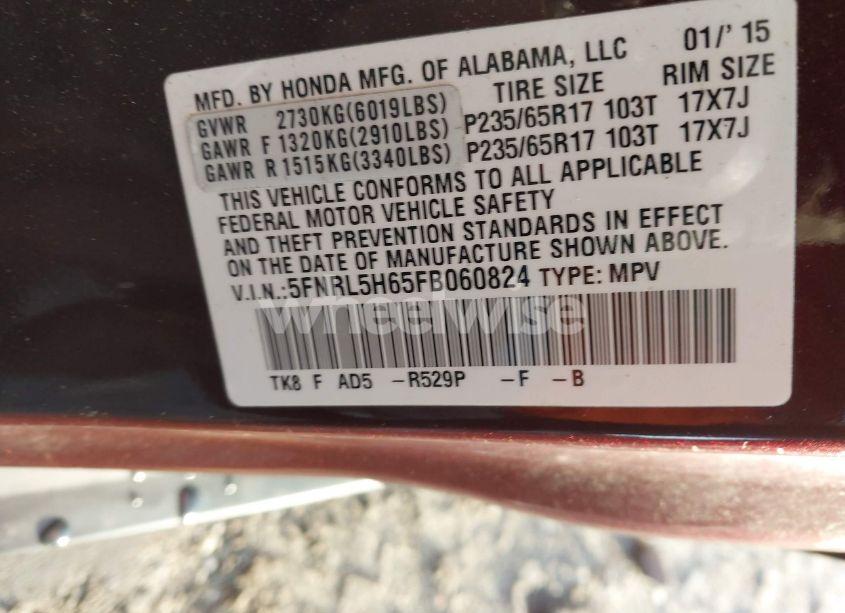 MFD. BY HONDA MFG. OF ALABAMA, LLC 01/' 15
GVWR 2730KG(6019LBS) TIRE SIZE RIM SIZE
GAWR F 1320KG(2910LBS) P235/65R17 103T 17X7J
GAWR R 1515KG(3340LBS) P235/65R17 103T 17X7J
THIS VEHICLE CONFORMS TO ALL APPLICABLE
FEDERAL MOTOR VEHICLE SAFETY
AND THEFT PREVENTION STANDARDS IN EFFECT
ON THE DATE OF MANUFACTURE SHOWN ABOVE.
V.I.N.:5FNRL5H65FB060824 TYPE: MPV
wheelwise
TK8 F AD5 -R529P -F -B